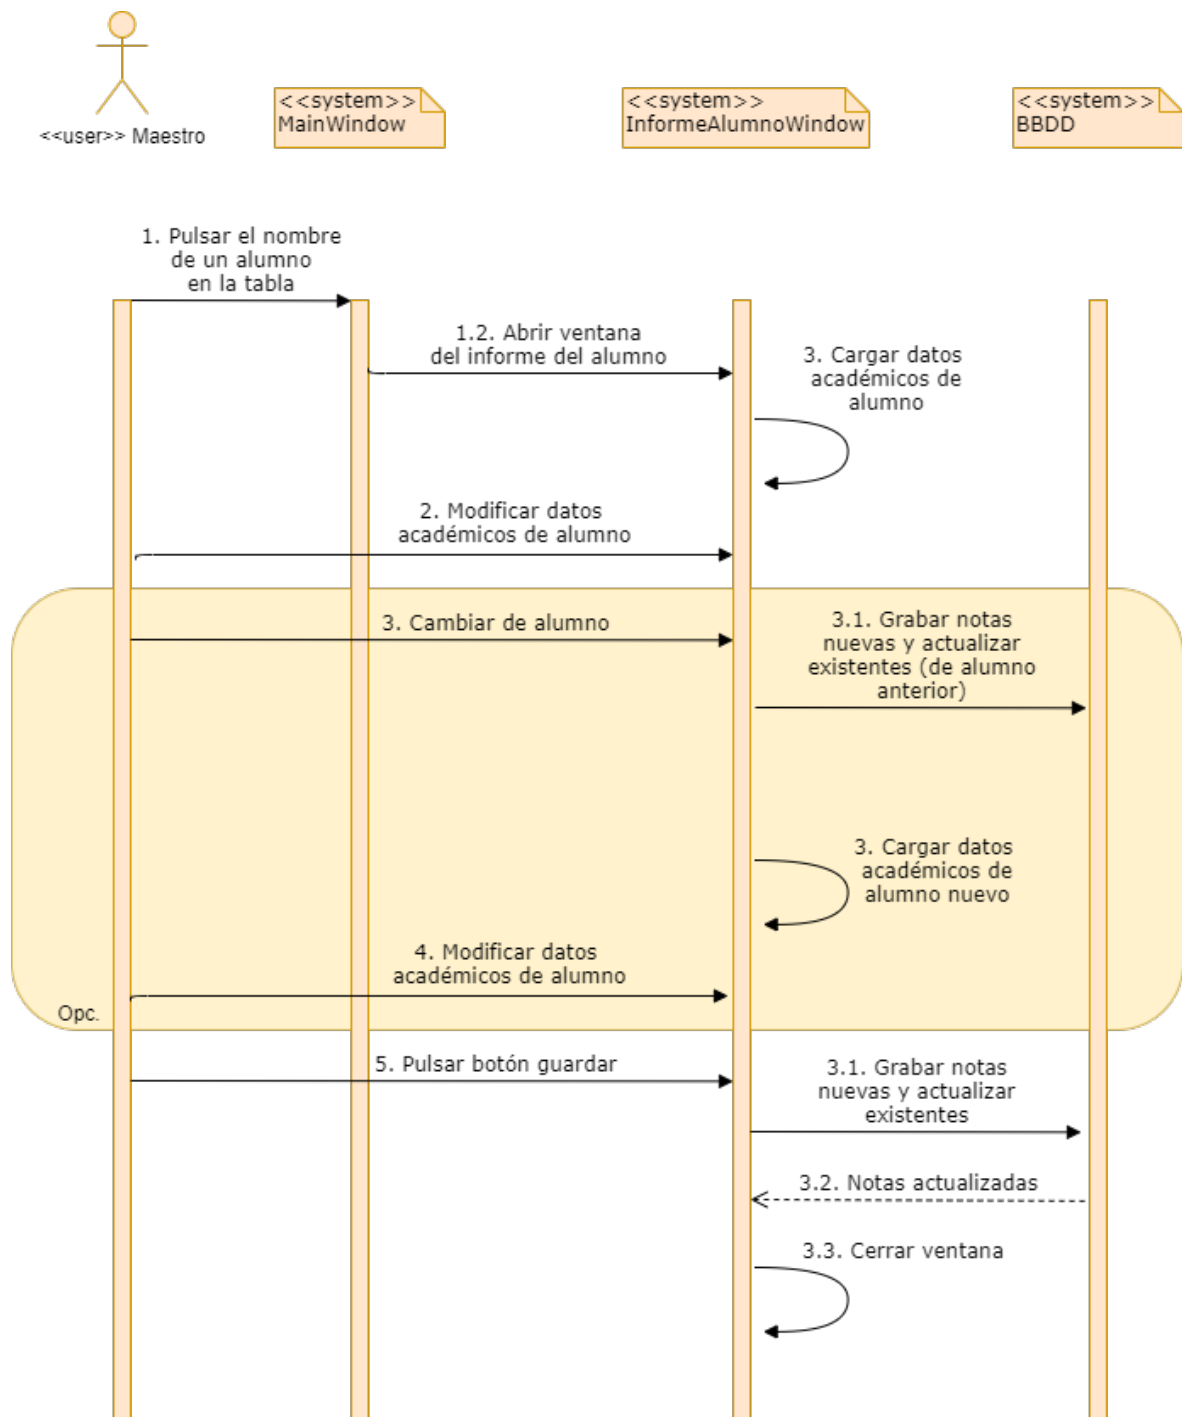 <<user>> Maestro
<<system>>
MainWindow
<<system>>
InformeAlumnoWindow
<<system>>
BBDD
1. Pulsar el nombre
de un alumno
en la tabla
1.2. Abrir ventana
del informe del alumno
3. Cargar datos
académicos de
alumno
2. Modificar datos
académicos de alumno
3. Cambiar de alumno
3.1. Grabar notas
nuevas y actualizar
existentes (de alumno
anterior)
3. Cargar datos
académicos de
alumno nuevo
4. Modificar datos
académicos de alumno
Opc.
5. Pulsar botón guardar
3.1. Grabar notas
nuevas y actualizar
existentes
3.2. Notas actualizadas
3.3. Cerrar ventana